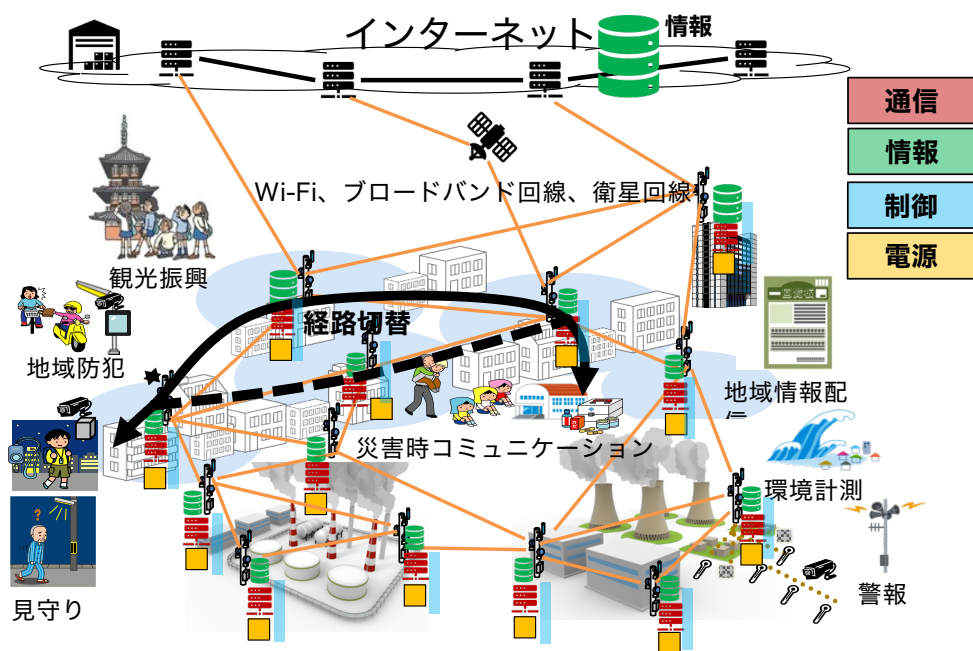 インターネット
情報
通信
情報
制御
電源
Wi-Fi、ブロードバンド回線、衛星回線
観光振興
経路切替
地域防犯
地域情報配
災害時コミュニケーション
環境計測
見守り
警報
?